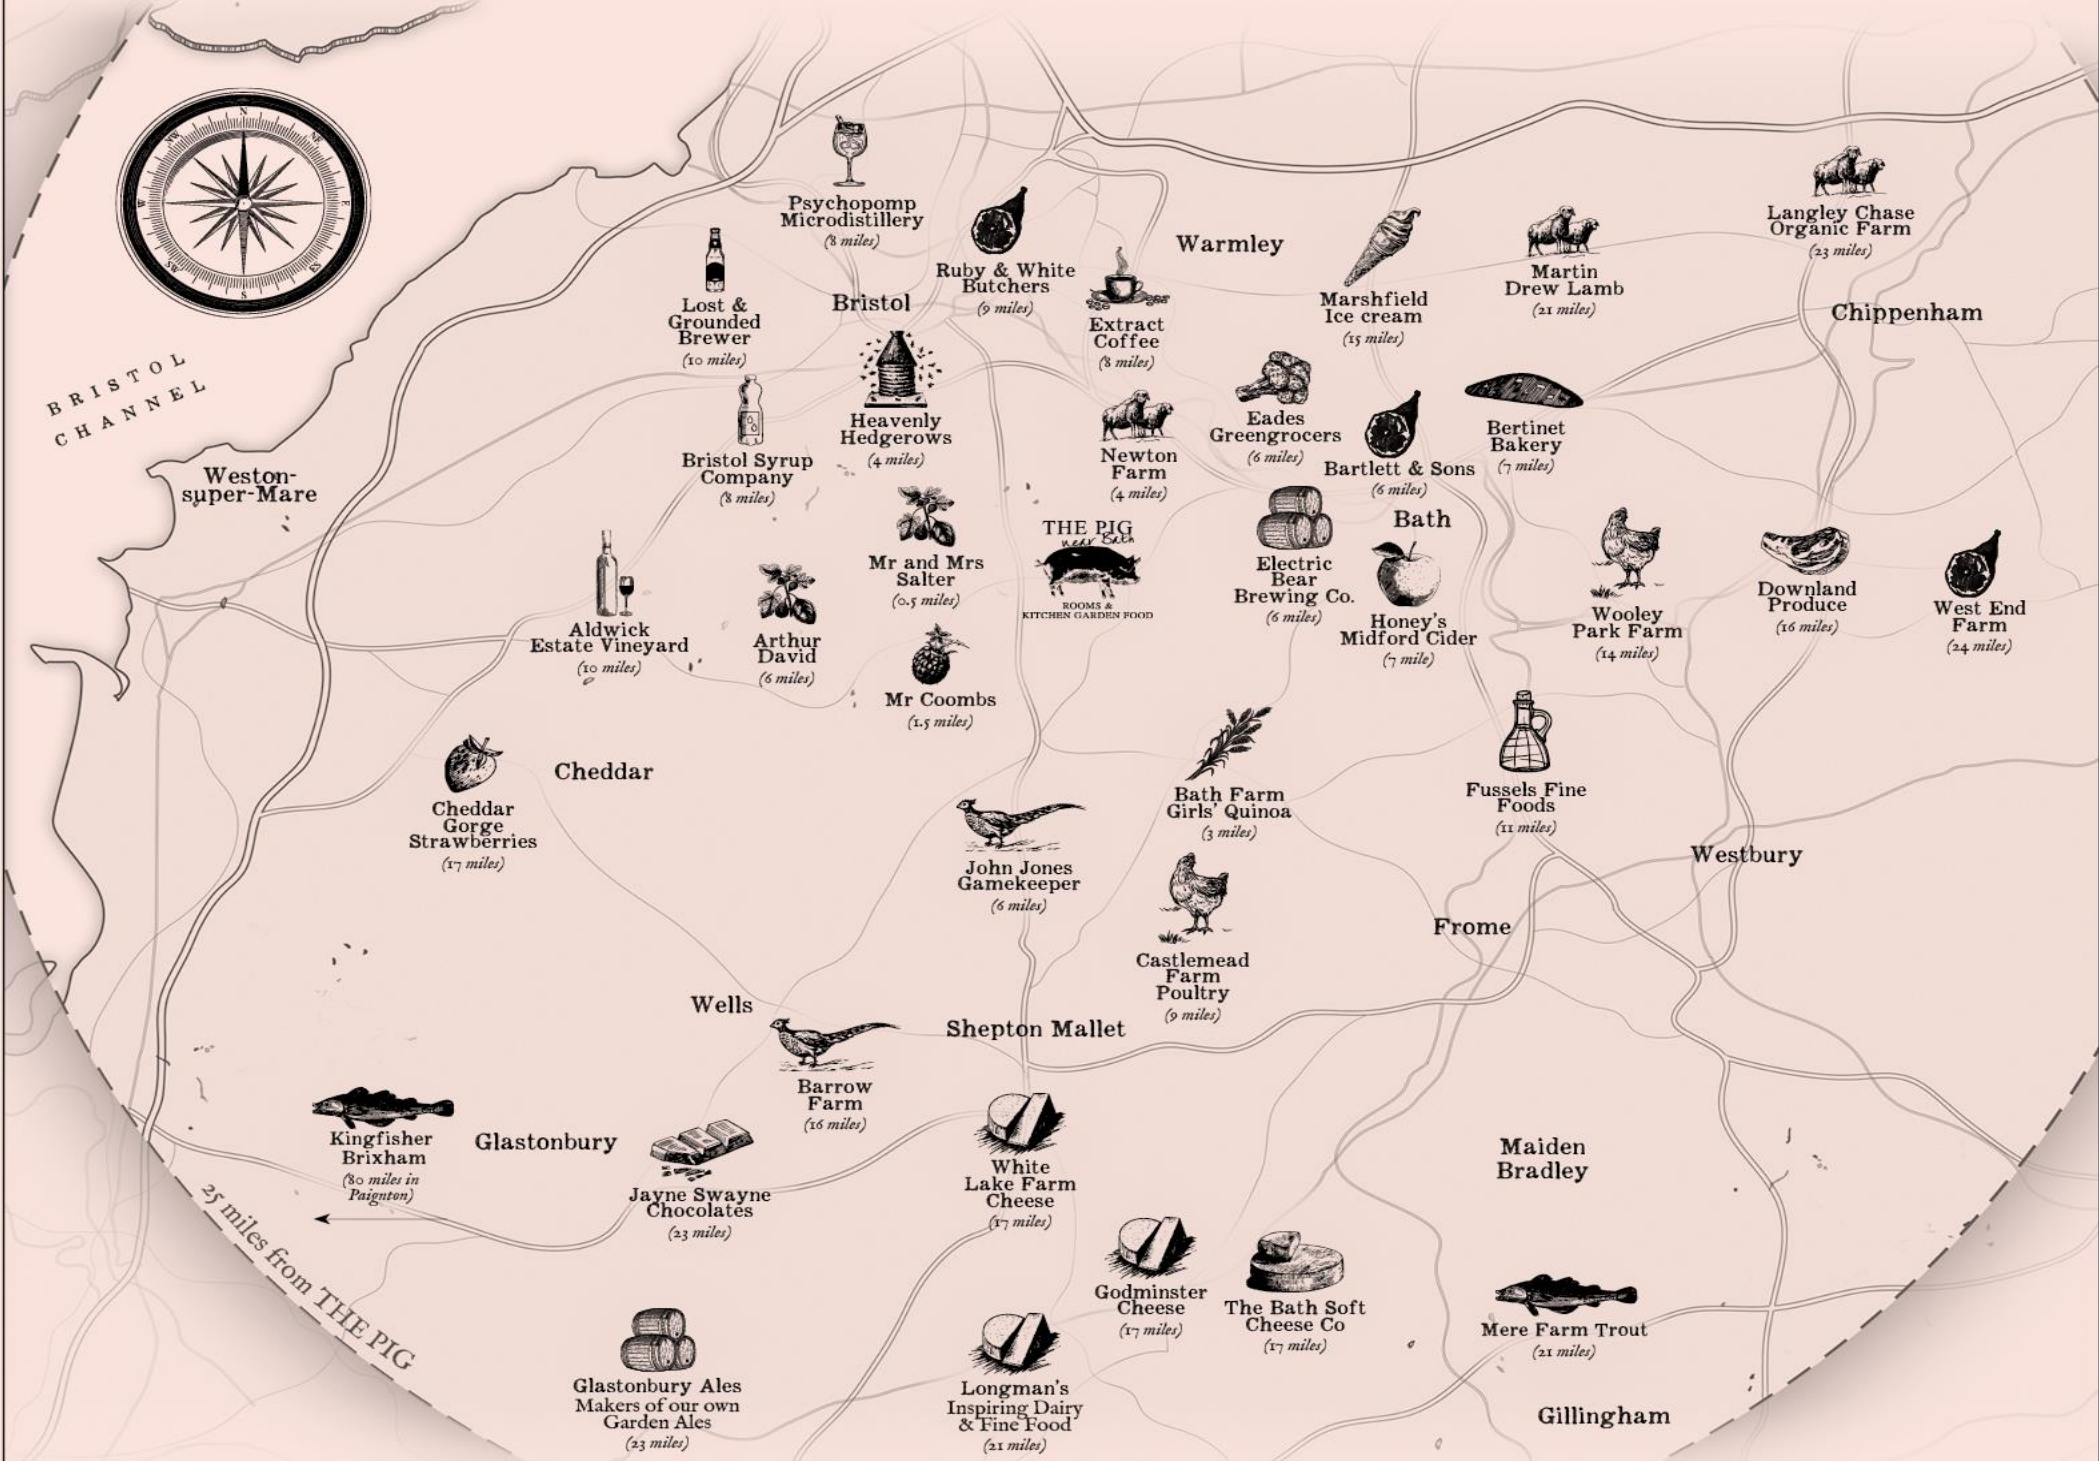 N
NE
E
ES
S
SW
W
NW
BRISTOL
CHANNEL
Psychopomp
Microdistillery
(8 miles)
Langley Chase
Organic Farm
(23 miles)
Ruby & White
Butchers
(9 miles)
Warmley
Martin
Drew Lamb
(21 miles)
Lost &
Grounded
Brewer
(10 miles)
Bristol
Extract
Coffee
(8 miles)
Marshfield
Ice cream
(15 miles)
Chippenham
Heavenly
Hedgerows
(4 miles)
Eades
Greengrocers
(6 miles)
Bertinet
Bakery
(7 miles)
Bristol Syrup
Company
(8 miles)
Newton
Farm
(4 miles)
Bartlett & Sons
(6 miles)
Weston-
super-Mare
Bath
THE PIG
near Bath
ROOMS &
KITCHEN GARDEN FOOD
Mr and Mrs
Salter
(0.5 miles)
Electric
Bear
Brewing Co.
(6 miles)
Honey's
Midford Cider
(7 mile)
Wooley
Park Farm
(14 miles)
Downland
Produce
(16 miles)
West End
Farm
(24 miles)
Aldwick
Estate Vineyard
(10 miles)
Arthur
David
(6 miles)
Mr Coombs
(1.5 miles)
Cheddar
Cheddar
Gorge
Strawberries
(17 miles)
Bath Farm
Girls' Quinoa
(3 miles)
Fussels Fine
Foods
(11 miles)
John Jones
Gamekeeper
(6 miles)
Westbury
Frome
Castlemead
Farm
Poultry
(9 miles)
Wells
Shepton Mallet
Barrow
Farm
(16 miles)
Kingfisher
Brixham
(80 miles in
Paignton)
Glastonbury
Jayne Swayne
Chocolates
(23 miles)
White
Lake Farm
Cheese
(17 miles)
Maiden
Bradley
25 miles from THE PIG
Godminster
Cheese
(17 miles)
The Bath Soft
Cheese Co
(17 miles)
Mere Farm Trout
(21 miles)
Glastonbury Ales
Makers of our own
Garden Ales
(23 miles)
Longman's
Inspiring Dairy
& Fine Food
(21 miles)
Gillingham